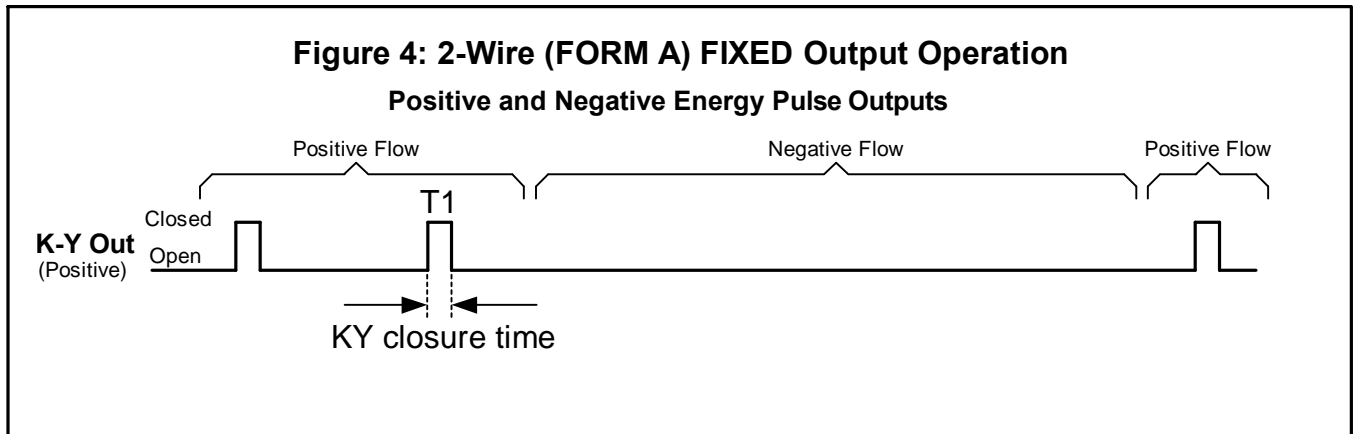 Figure 4: 2-Wire (FORM A) FIXED Output Operation
Positive and Negative Energy Pulse Outputs
Positive Flow
Negative Flow
Positive Flow
T1
Closed
K-Y Out
Open
(Positive)
KY closure time